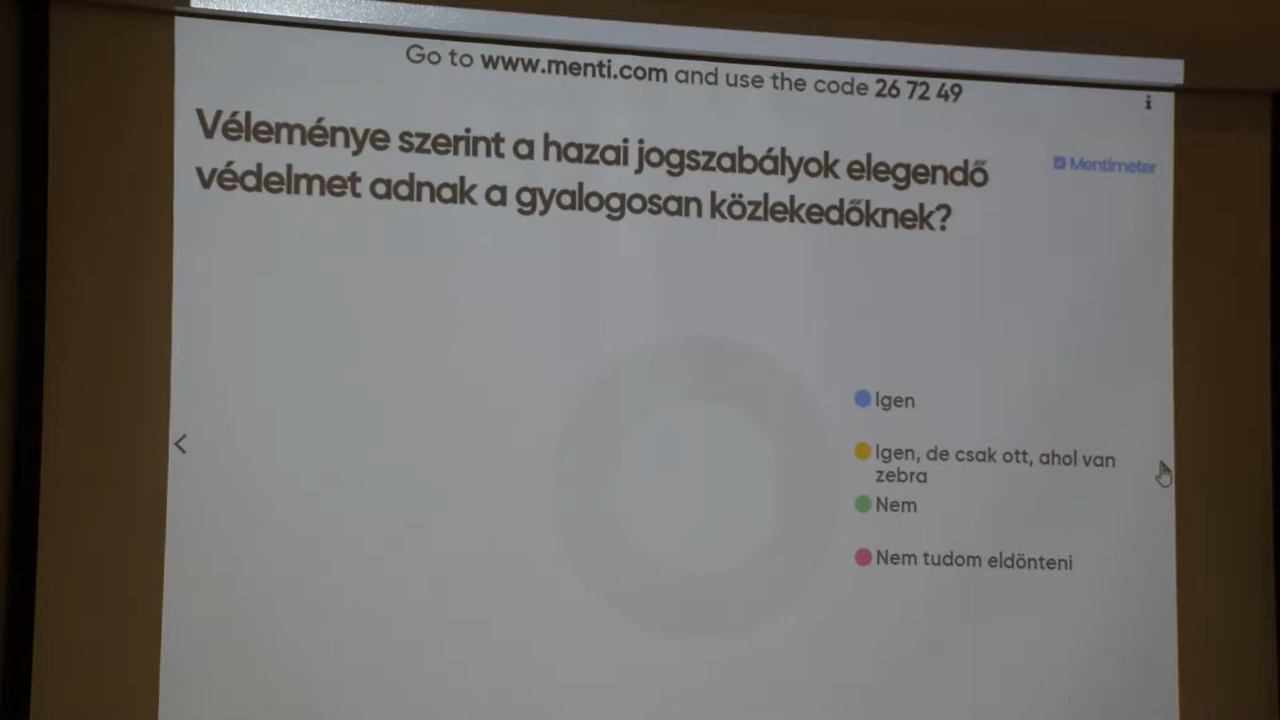 Go to www.menti.com and use the code 26 72 49
i
Mentimeter
Véleménye szerint a hazai jogszabályok elegendő
védelmet adnak a gyalogosan közlekedőknek?
Igen
Igen, de csak ott, ahol van
zebra
Nem
Nem tudom eldönteni